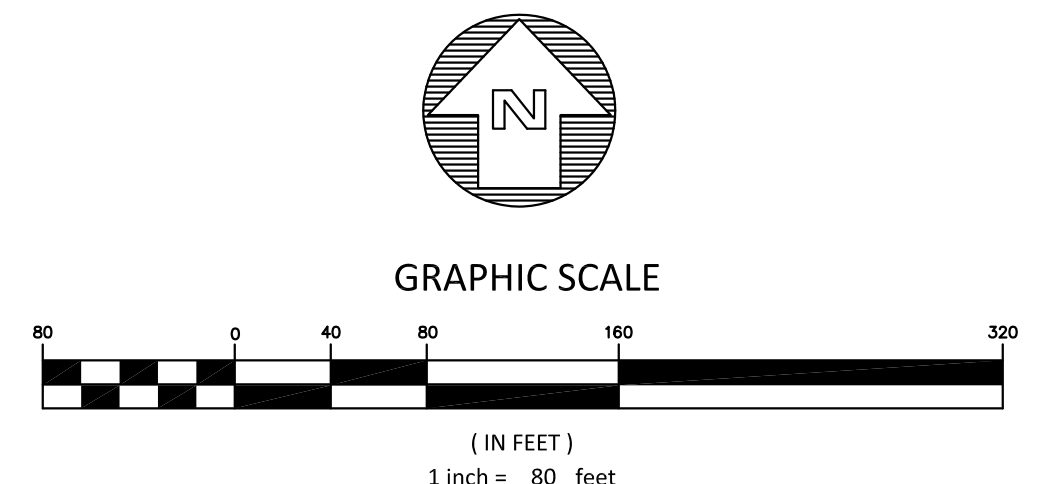 N
GRAPHIC SCALE
80 0 40 80 160 320
( IN FEET )
1 inch = 80 feet